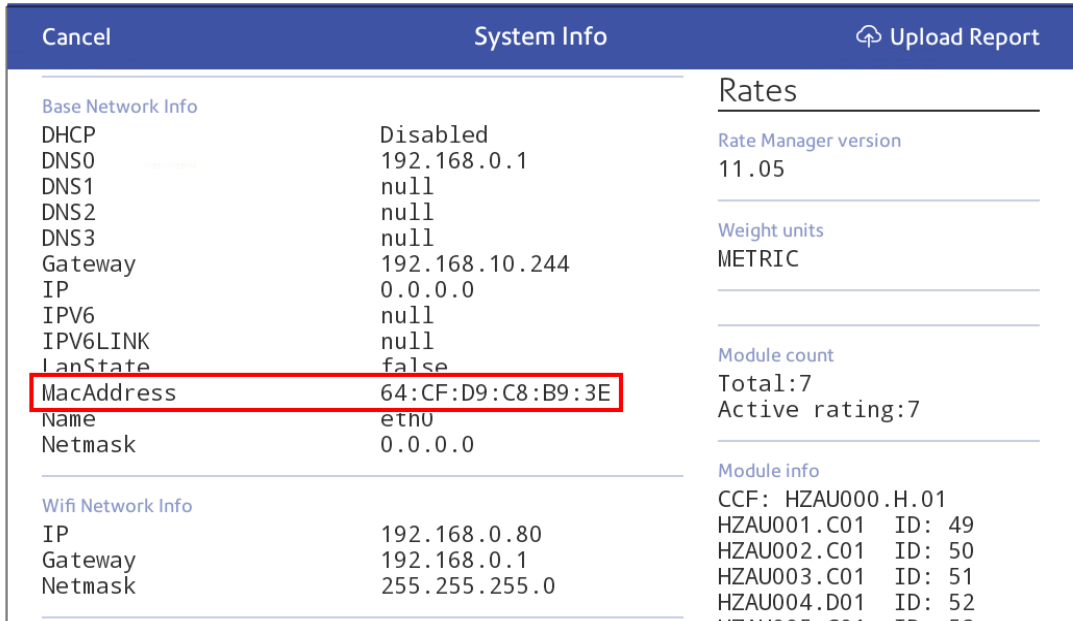 Cancel
System Info
Upload Report
Base Network Info
DHCP Disabled
DNS0 192.168.0.1
DNS1 null
DNS2 null
DNS3 null
Gateway 192.168.10.244
IP 0.0.0.0
IPV6 null
IPV6LINK null
LanState false
MacAddress 64:CF:D9:C8:B9:3E
Name eth0
Netmask 0.0.0.0
Wifi Network Info
IP 192.168.0.80
Gateway 192.168.0.1
Netmask 255.255.255.0
Rates
Rate Manager version
11.05
Weight units
METRIC
Module count
Total:7
Active rating:7
Module info
CCF: HZAU000.H.01
HZAU001.C01 ID: 49
HZAU002.C01 ID: 50
HZAU003.C01 ID: 51
HZAU004.D01 ID: 52